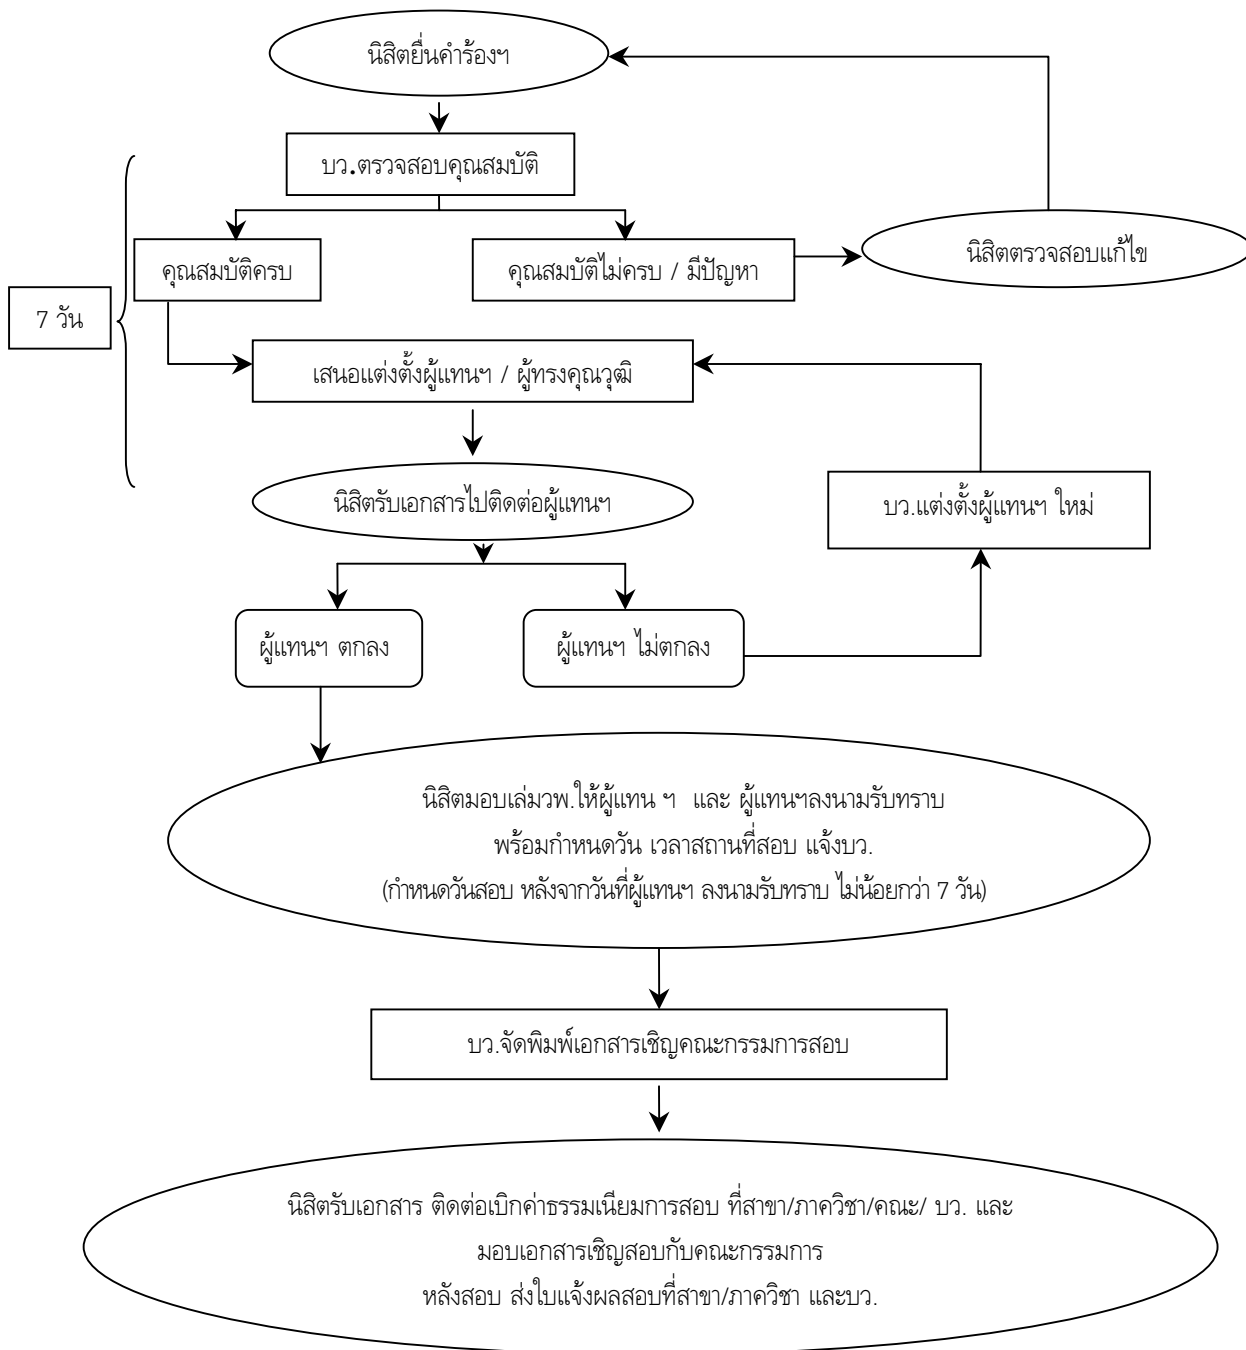 นิสิตยื่นคำร้องฯ
บว.ตรวจสอบคุณสมบัติ
คุณสมบัติครบ
คุณสมบัติไม่ครบ / มีปัญหา
นิสิตตรวจสอบแก้ไข
7 วัน
เสนอแต่งตั้งผู้แทนฯ / ผู้ทรงคุณวุฒิ
นิสิตรับเอกสารไปติดต่อผู้แทนฯ
บว.แต่งตั้งผู้แทนฯ ใหม่
ผู้แทนฯ ตกลง
ผู้แทนฯ ไม่ตกลง
นิสิตมอบเล่มวพ.ให้ผู้แทน ฯ และ ผู้แทนฯลงนามรับทราบ
พร้อมกำหนดวัน เวลาสถานที่สอบ แจ้งบว.
(กำหนดวันสอบ หลังจากวันที่ผู้แทนฯ ลงนามรับทราบ ไม่น้อยกว่า 7 วัน)
บว.จัดพิมพ์เอกสารเชิญคณะกรรมการสอบ
นิสิตรับเอกสาร ติดต่อเบิกค่าธรรมเนียมการสอบ ที่สาขา/ภาควิชา/คณะ/ บว. และ
มอบเอกสารเชิญสอบกับคณะกรรมการ
หลังสอบ ส่งใบแจ้งผลสอบที่สาขา/ภาควิชา และบว.